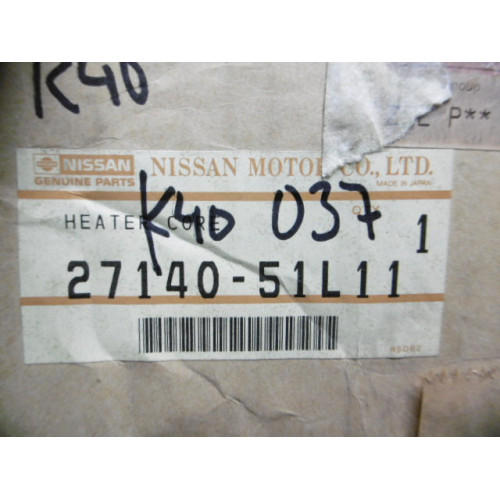 K40
P**
NISSAN NISSAN MOTOR CO., LTD.
GENUINE PARTS MADE IN JAPAN
HEATER CORE
K40 037
27140-51L11 1